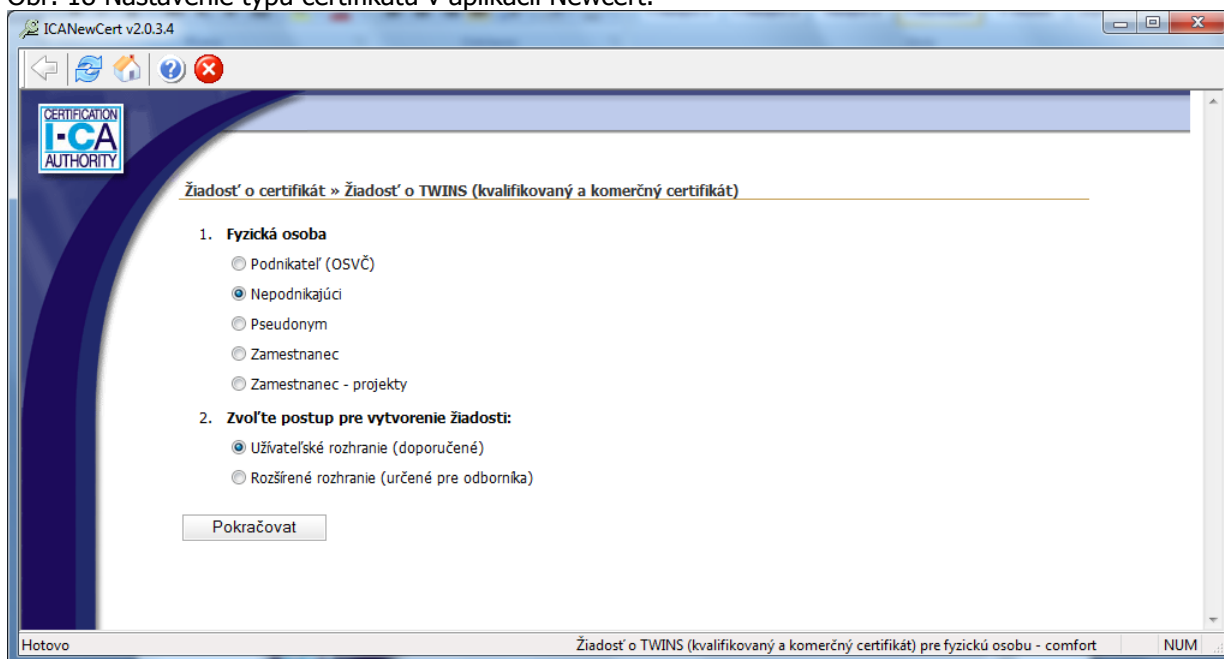 Obr. 16 Nastavenie typu certifikátu v aplikácii Newcert.
ICANewCert v2.0.3.4
CERTIFICATION
I-CA
AUTHORITY
Žiadosť o certifikát » Žiadosť o TWINS (kvalifikovaný a komerčný certifikát)
1. Fyzická osoba
Podnikateľ (OSVČ)
Nepodnikajúci
Pseudonym
Zamestnanec
Zamestnanec - projekty
2. Zvoľte postup pre vytvorenie žiadosti:
Užívateľské rozhranie (doporučené)
Rozšírené rozhranie (určené pre odborníka)
Pokračovat
Hotovo Žiadosť o TWINS (kvalifikovaný a komerčný certifikát) pre fyzickú osobu - comfort NUM